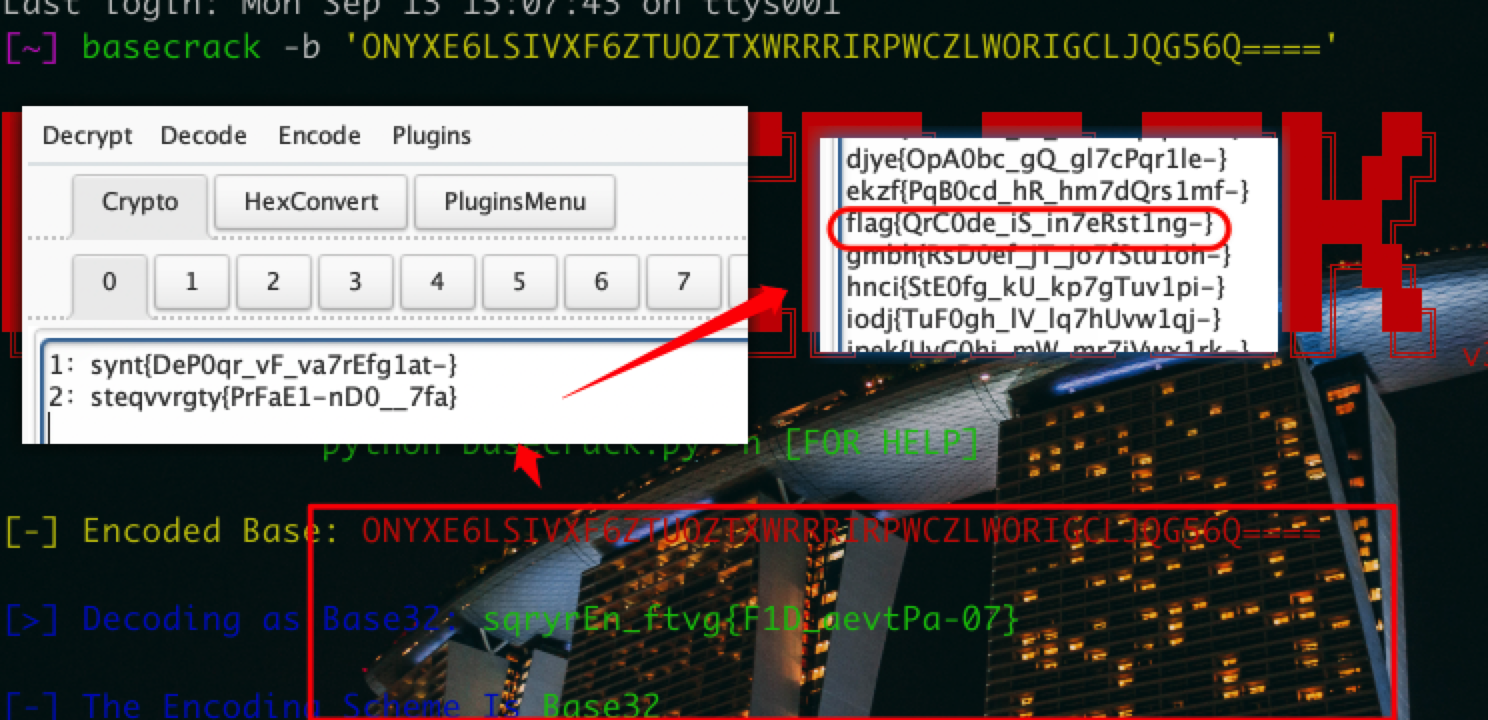 Last login: Mon Sep 13 15:07:43 on ttys001
[~] basecrack -b 'ONYXE6LSIVXF6ZTUOZTXWRRRIRPWCZLWORIGCLJQG56Q===='
Decrypt Decode Encode Plugins
Crypto HexConvert PluginsMenu
0 1 2 3 4 5 6 7
1: synt{DeP0qr_vF_va7rEfg1at-}
2: steqvvrgty{PrFaE1-nD0__7fa}
djye{OpA0bc_gQ_gl7cPqr1le-}
ekzf{PqB0cd_hR_hm7dQrs1mf-}
flag{QrC0de_iS_in7eRst1ng-}
gmbh{RsD0ef_jT_jo7fStu1oh-}
hnci{StE0fg_kU_kp7gTuv1pi-}
iodj{TuF0gh_lV_lq7hUvw1qj-}
python basecrack.py -h [FOR HELP]
[-] Encoded Base: ONYXE6LSIVXF6ZTUOZTXWRRRIRPWCZLWORIGCLJQG56Q====
[>] Decoding as Base32: sqryrEn_ftvg{F1D_aevtPa-07}
[-] The Encoding Scheme Is Base32